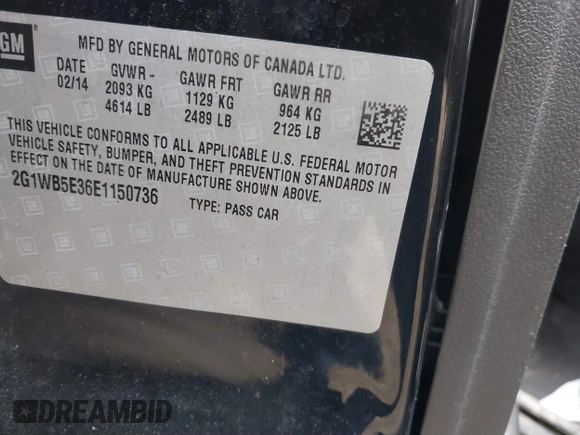 GM
MFD BY GENERAL MOTORS OF CANADA LTD.
DATE GVWR - GAWR FRT GAWR RR
02/14 2093 KG 1129 KG 964 KG
4614 LB 2489 LB 2125 LB
THIS VEHICLE CONFORMS TO ALL APPLICABLE U.S. FEDERAL MOTOR
VEHICLE SAFETY, BUMPER, AND THEFT PREVENTION STANDARDS IN
EFFECT ON THE DATE OF MANUFACTURE SHOWN ABOVE.
2G1WB5E36E1150736 TYPE: PASS CAR
DREAMBID